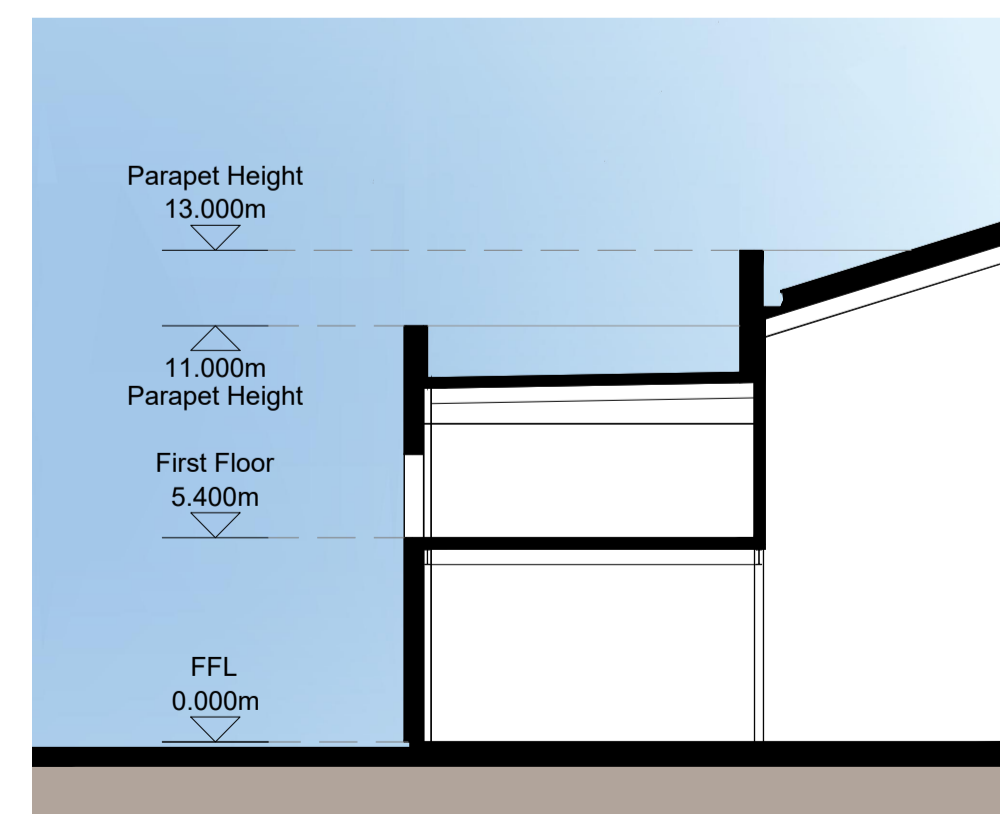 Parapet Height
13.000m
11.000m
Parapet Height
First Floor
5.400m
FFL
0.000m